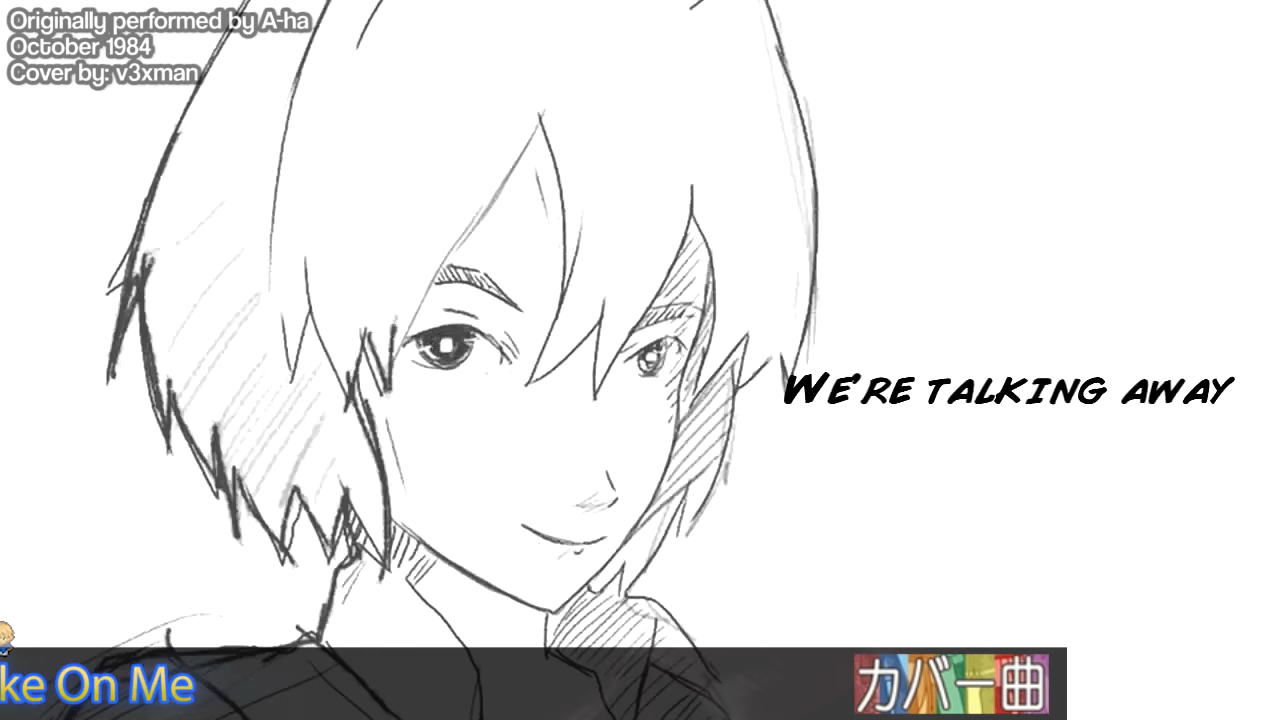 Originally performed by A-ha
October 1984
Cover by: v3xman
We're talking away
ke On Me
カバー曲